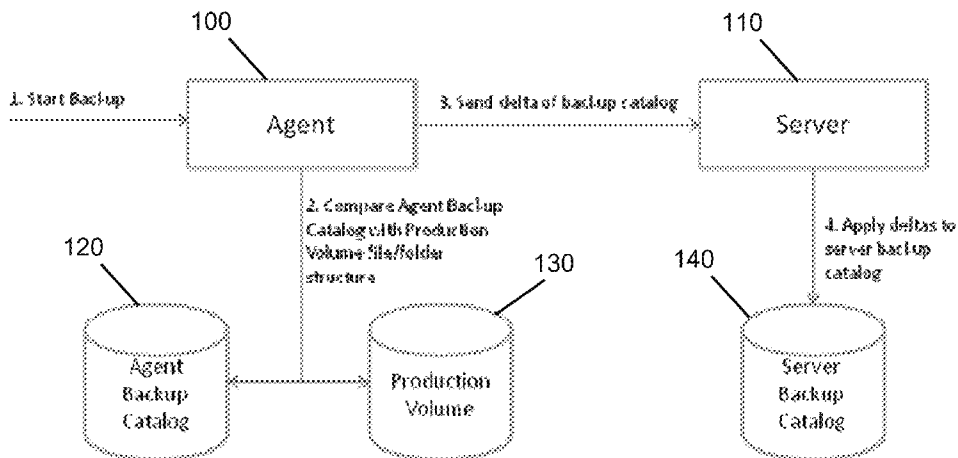 100
110
1. Start Backup
Agent
3. Send delta of backup catalog
Server
2. Compare Agent Backup
Catalog with Production
Volume file/folder
structure
4. Apply deltas to
server backup
catalog
120
130
140
Agent
Backup
Catalog
Production
Volume
Server
Backup
Catalog